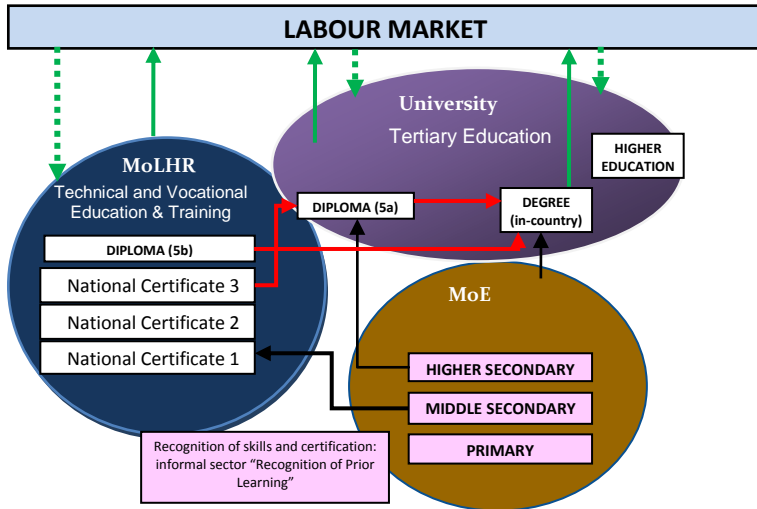 LABOUR MARKET
University
Tertiary Education
HIGHER
EDUCATION
MoLHR
Technical and Vocational
Education & Training
DIPLOMA (5a)
DEGREE
(in-country)
DIPLOMA (5b)
National Certificate 3
National Certificate 2
National Certificate 1
MoE
HIGHER SECONDARY
MIDDLE SECONDARY
PRIMARY
Recognition of skills and certification:
informal sector “Recognition of Prior
Learning”